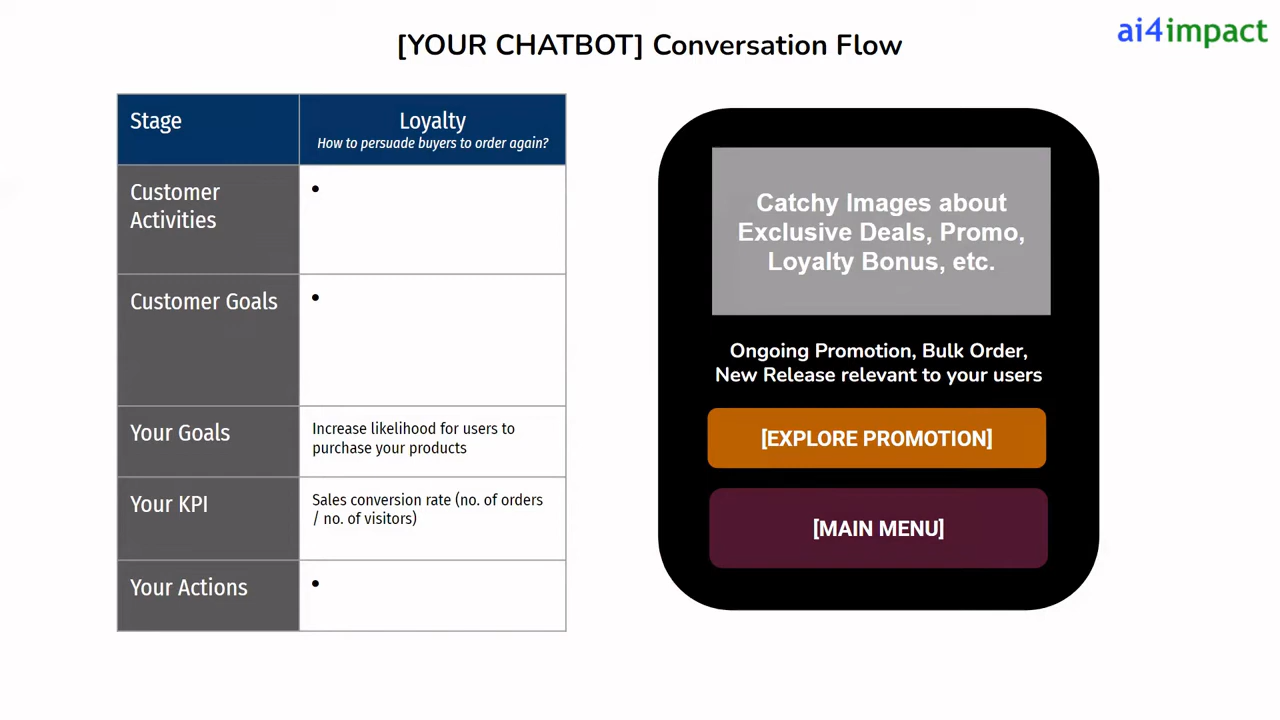 ai4impact
[YOUR CHATBOT] Conversation Flow
Stage
Loyalty
How to persuade buyers to order again?
Customer
Activities
•
Customer Goals
•
Your Goals
Increase likelihood for users to
purchase your products
Your KPI
Sales conversion rate (no. of orders
/ no. of visitors)
Your Actions
•
Catchy Images about
Exclusive Deals, Promo,
Loyalty Bonus, etc.
Ongoing Promotion, Bulk Order,
New Release relevant to your users
[EXPLORE PROMOTION]
[MAIN MENU]